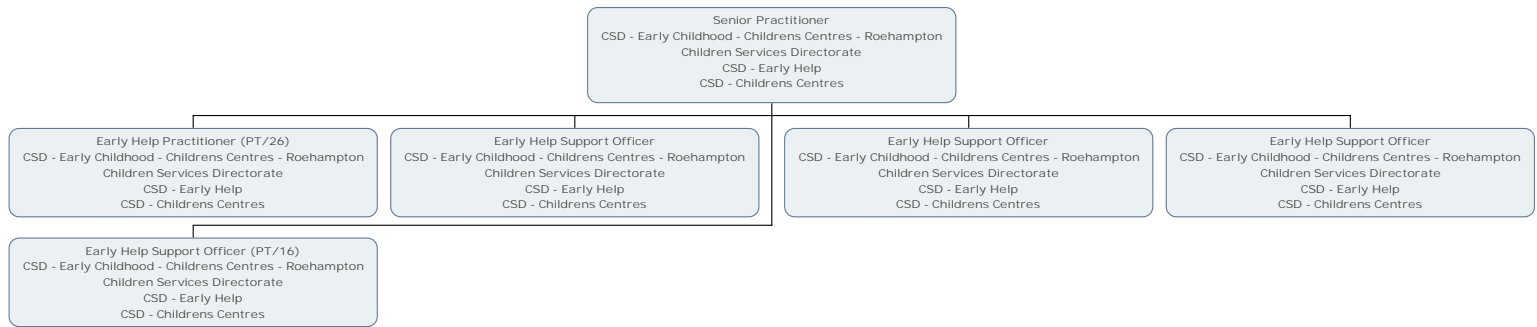 Senior Practitioner
CSD - Early Childhood - Childrens Centres - Roehampton
Children Services Directorate
CSD - Early Help
CSD - Childrens Centres
Early Help Practitioner (PT/26)
CSD - Early Childhood - Childrens Centres - Roehampton
Children Services Directorate
CSD - Early Help
CSD - Childrens Centres
Early Help Support Officer
CSD - Early Childhood - Childrens Centres - Roehampton
Children Services Directorate
CSD - Early Help
CSD - Childrens Centres
Early Help Support Officer
CSD - Early Childhood - Childrens Centres - Roehampton
Children Services Directorate
CSD - Early Help
CSD - Childrens Centres
Early Help Support Officer
CSD - Early Childhood - Childrens Centres - Roehampton
Children Services Directorate
CSD - Early Help
CSD - Childrens Centres
Early Help Support Officer (PT/16)
CSD - Early Childhood - Childrens Centres - Roehampton
Children Services Directorate
CSD - Early Help
CSD - Childrens Centres